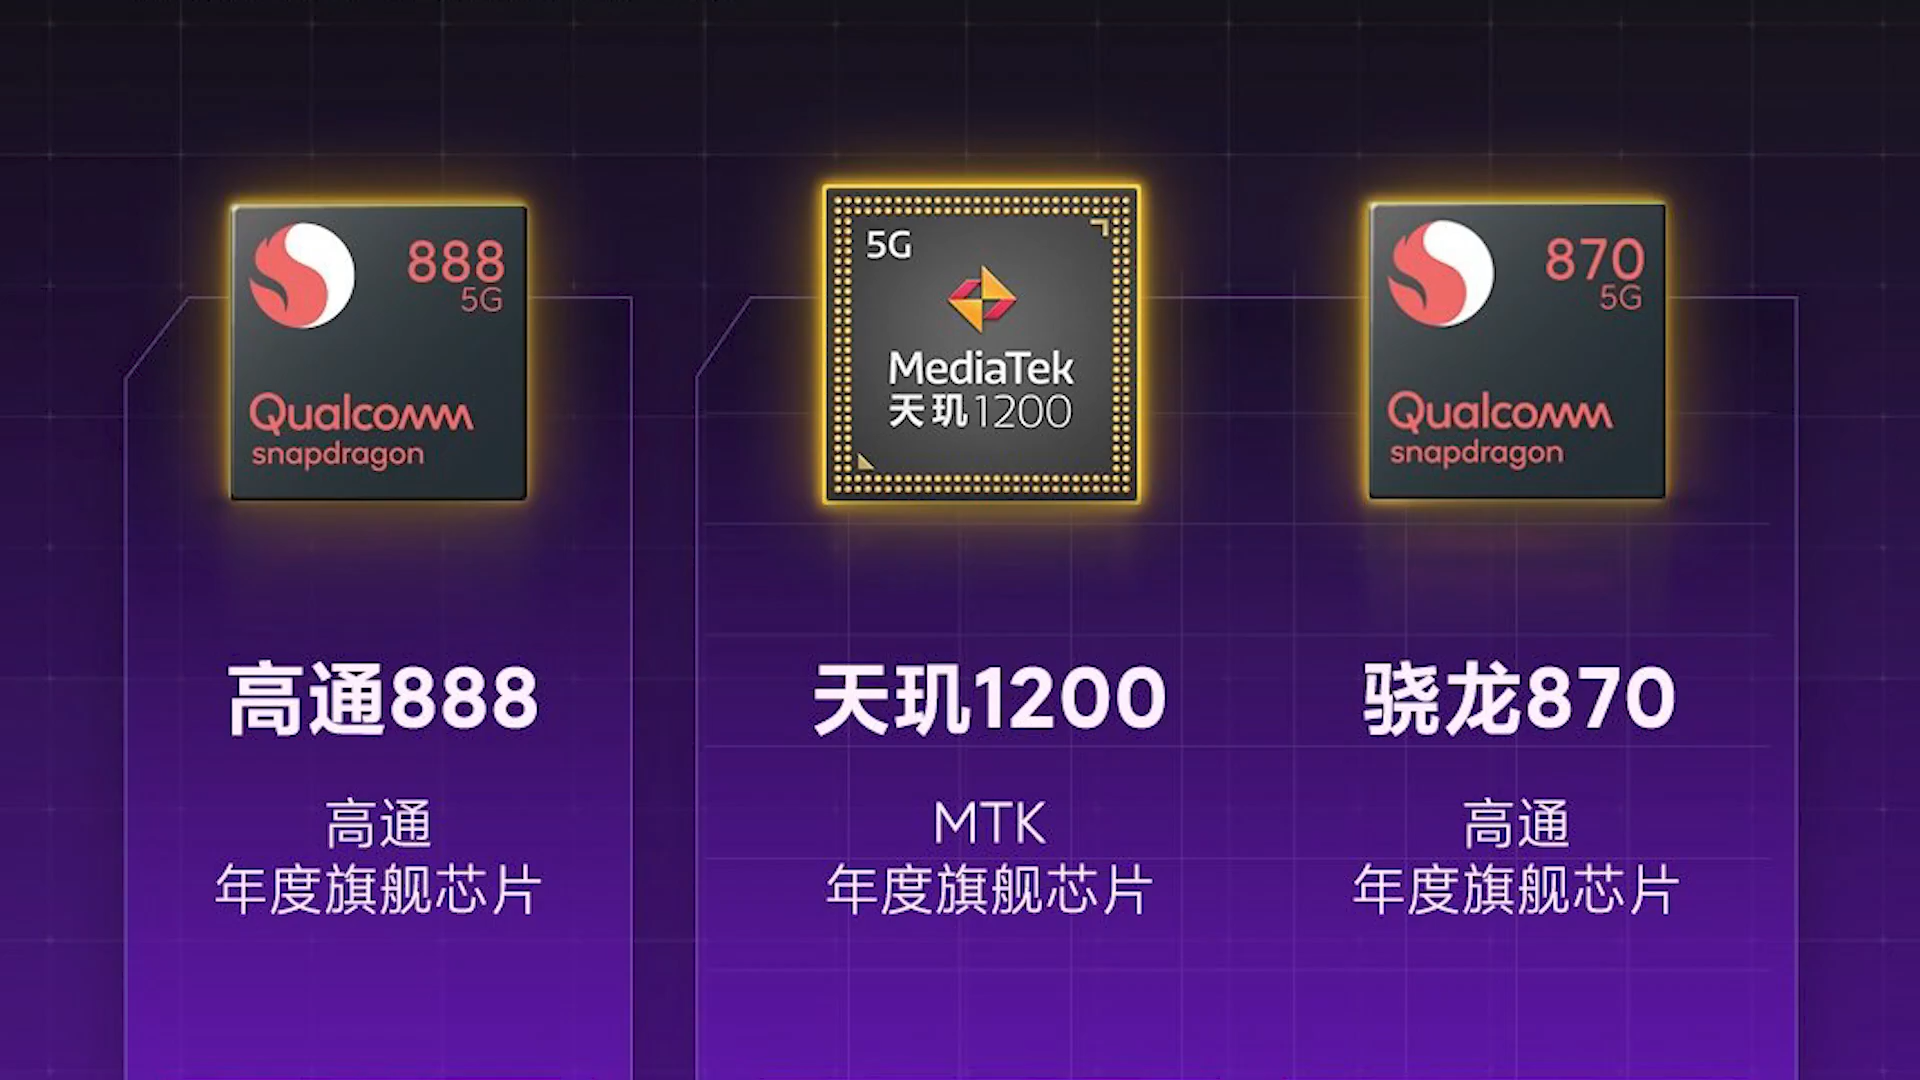 888
5G
Qualcomm
snapdragon
5G
MediaTek
天玑1200
870
5G
Qualcomm
snapdragon
高通888
天玑1200
骁龙870
高通
年度旗舰芯片
MTK
年度旗舰芯片
高通
年度旗舰芯片